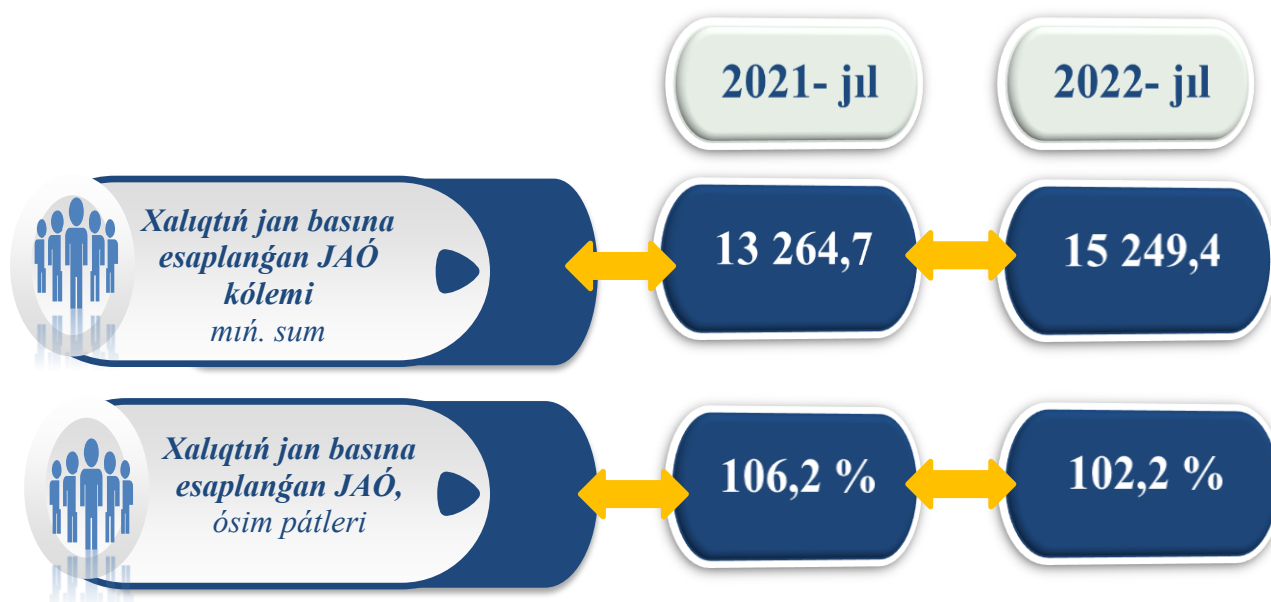 2021- jıl
2022- jıl
Xalıqtıń jan basına
esaplanǵan JAÓ
kólemi
mıń. sum
13 264,7
15 249,4
Xalıqtıń jan basına
esaplanǵan JAÓ,
ósim pátleri
106,2 %
102,2 %